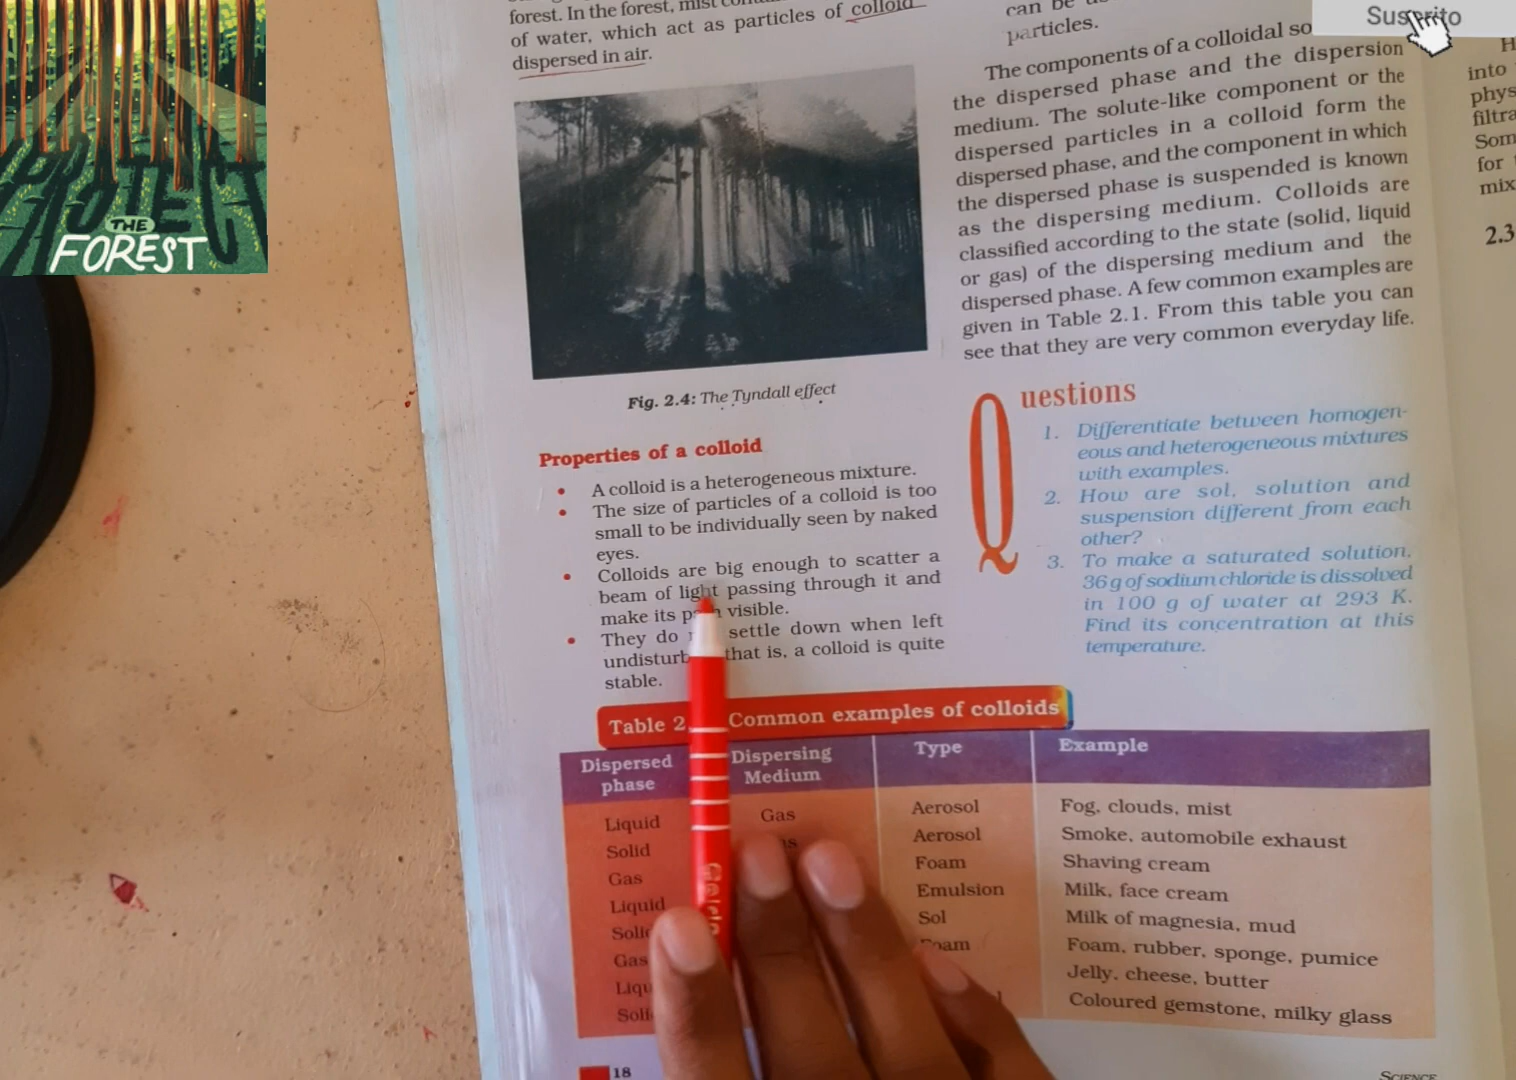 PROTECT
THE
FOREST
forest. In the forest, mist
of water, which act as particles of colloid
dispersed in air.
Fig. 2.4: The Tyndall effect
Properties of a colloid
• A colloid is a heterogeneous mixture.
• The size of particles of a colloid is too
small to be individually seen by naked
eyes.
• Colloids are big enough to scatter a
beam of light passing through it and
make its visible.
• They do settle down when left
that is, a colloid is quite
stable.
can be
particles.
The components of a colloidal
the dispersed phase and the dispersion
medium. The solute-like component or the
dispersed particles in a colloid form the
dispersed phase, and the component in which
the dispersed phase is suspended is known
as the dispersing medium. Colloids are
classified according to the state (solid, liquid
or gas) of the dispersing medium and the
dispersed phase. A few common examples are
given in Table 2.1. From this table you can
see that they are very common everyday life.
Questions
1. Differentiate between homogen-
eous and heterogeneous mixtures
with examples.
2. How are sol, solution and
suspension different from each
other?
3. To make a saturated solution,
36 g of sodium chloride is dissolved
in 100 g of water at 293 K.
Find its concentration at this
temperature.
Table 2 Common examples of colloids
Dispersed phase Dispersing Medium Type Example
Liquid Gas Aerosol Fog, clouds, mist
Solid Aerosol Smoke, automobile exhaust
Gas Foam Shaving cream
Liquid Emulsion Milk, face cream
Sol Milk of magnesia, mud
Gas Foam, rubber, sponge, pumice
Jelly, cheese, butter
Coloured gemstone, milky glass
18
SCIENCE
into
for
2.3